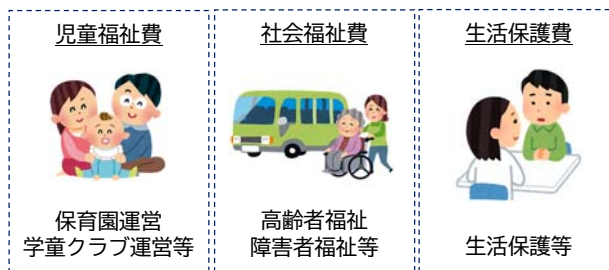 児童福祉費
保育園運営
学童クラブ運営等
社会福祉費
高齢者福祉
障害者福祉等
生活保護費
生活保護等